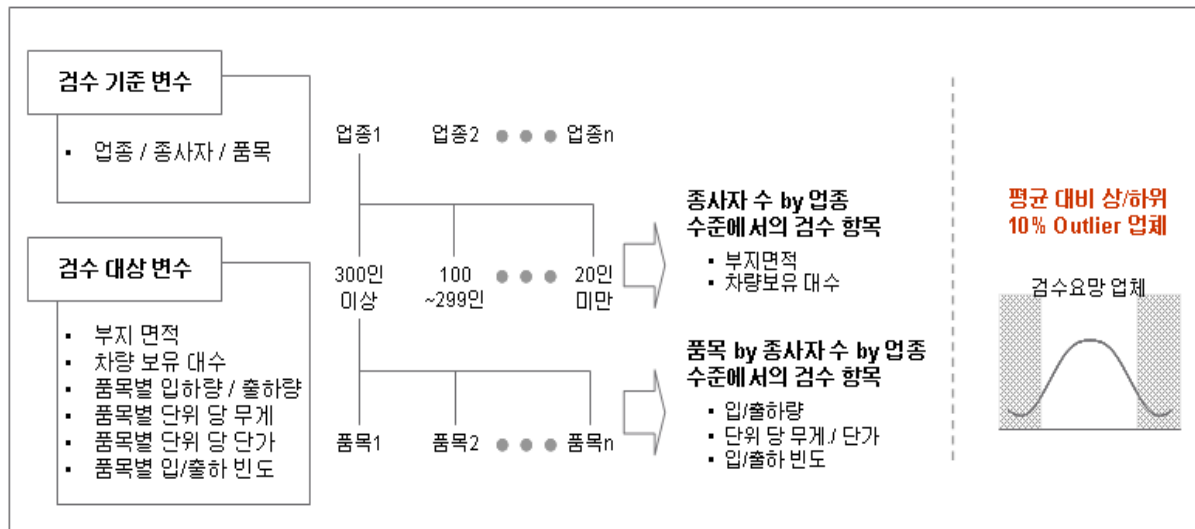 검수 기준 변수
▪ 업종 / 종사자 / 품목
검수 대상 변수
▪ 부지 면적
▪ 차량 보유 대수
▪ 품목별 입하량 / 출하량
▪ 품목별 단위 당 무게
▪ 품목별 단위 당 단가
▪ 품목별 입/출하 빈도
업종1 업종2 ● ● ● 업종n
300인 100 ● ● ● 20인
이상 ~299인 미만
품목1 품목2 ● ● ● 품목n
종사자 수 by 업종
수준에서의 검수 항목
▪ 부지면적
▪ 차량보유 대수
품목 by 종사자 수 by 업종
수준에서의 검수 항목
▪ 입/출하량
▪ 단위 당 무게./ 단가
▪ 입/출하 빈도
평균 대비 상/하위
10% Outlier 업체
검수요망 업체